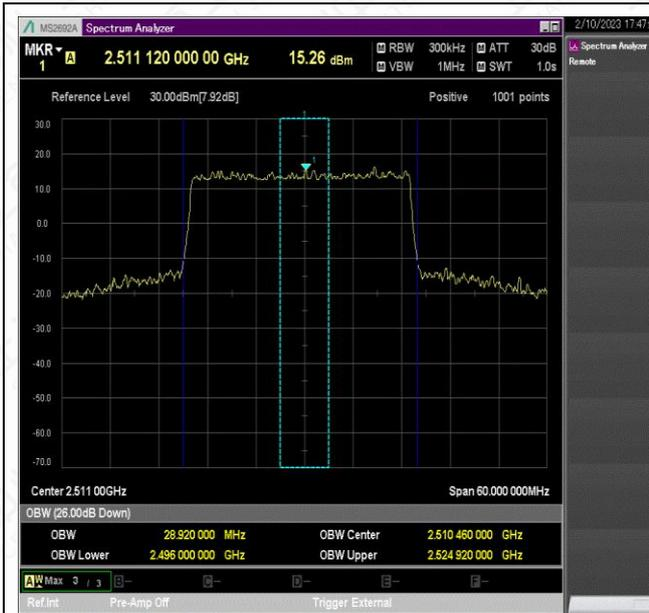 MS2692A Spectrum Analyzer
2/10/2023 17:47
MKR 1 A 2.511 120 000 00 GHz 15.26 dBm
M RBW 300kHz M ATT 30dB
M VBW 1MHz M SWT 1.0s
Spectrum Analyzer
Remote
Reference Level 30.00dBm[7.92dB] Positive 1001 points
1
30.0
20.0
10.0
0.0
-10.0
-20.0
-30.0
-40.0
-50.0
-60.0
-70.0
Center 2.511 00GHz Span 60.000 000MHz
OBW (26.00dB Down)
OBW 28.920 000 MHz OBW Center 2.510 460 000 GHz
OBW Lower 2.496 000 000 GHz OBW Upper 2.524 920 000 GHz
A W Max 3 / 3 B- C- D- E- F-
Ref.Int Pre-Amp Off Trigger External